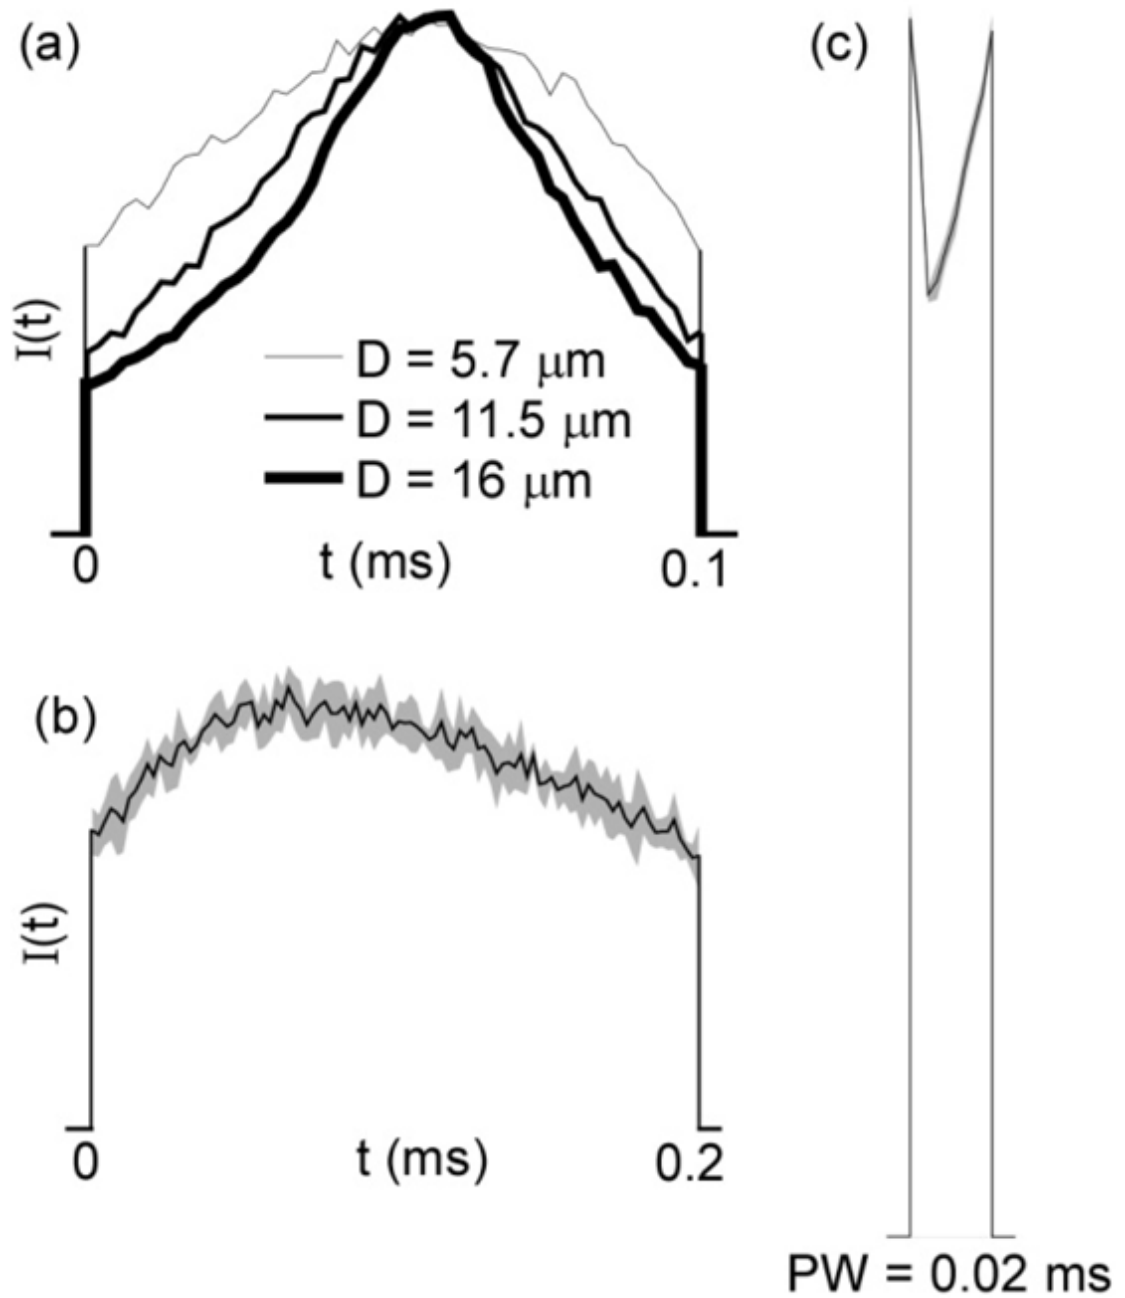 (a)
I(t)
D = 5.7 μm
D = 11.5 μm
D = 16 μm
0
t (ms)
0.1
(b)
I(t)
0
t (ms)
0.2
(c)
PW = 0.02 ms